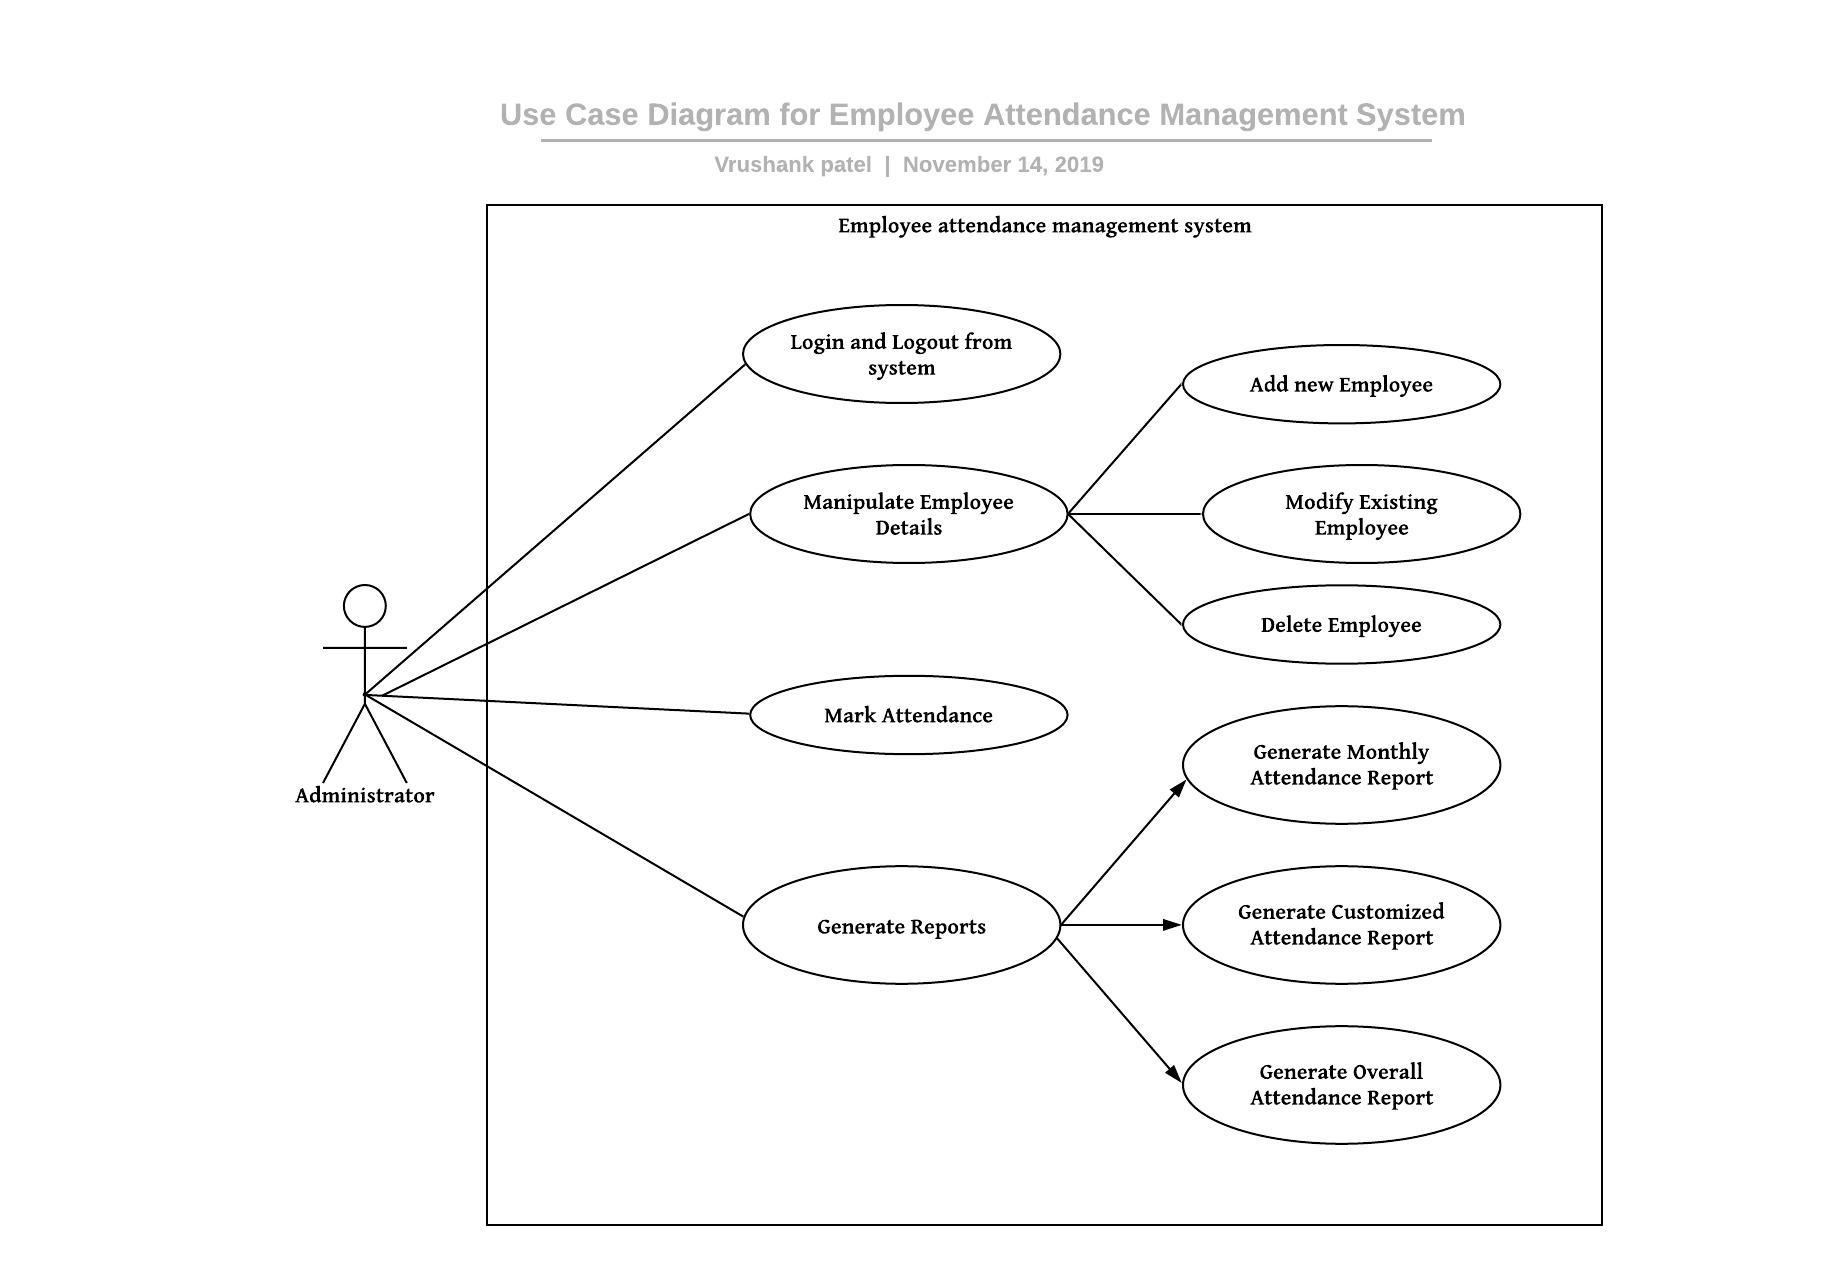 Use Case Diagram for Employee Attendance Management System
Vrushank patel | November 14, 2019
Employee attendance management system
Login and Logout from
system
Add new Employee
Manipulate Employee
Details
Modify Existing
Employee
Delete Employee
Mark Attendance
Generate Monthly
Attendance Report
Administrator
Generate Reports
Generate Customized
Attendance Report
Generate Overall
Attendance Report